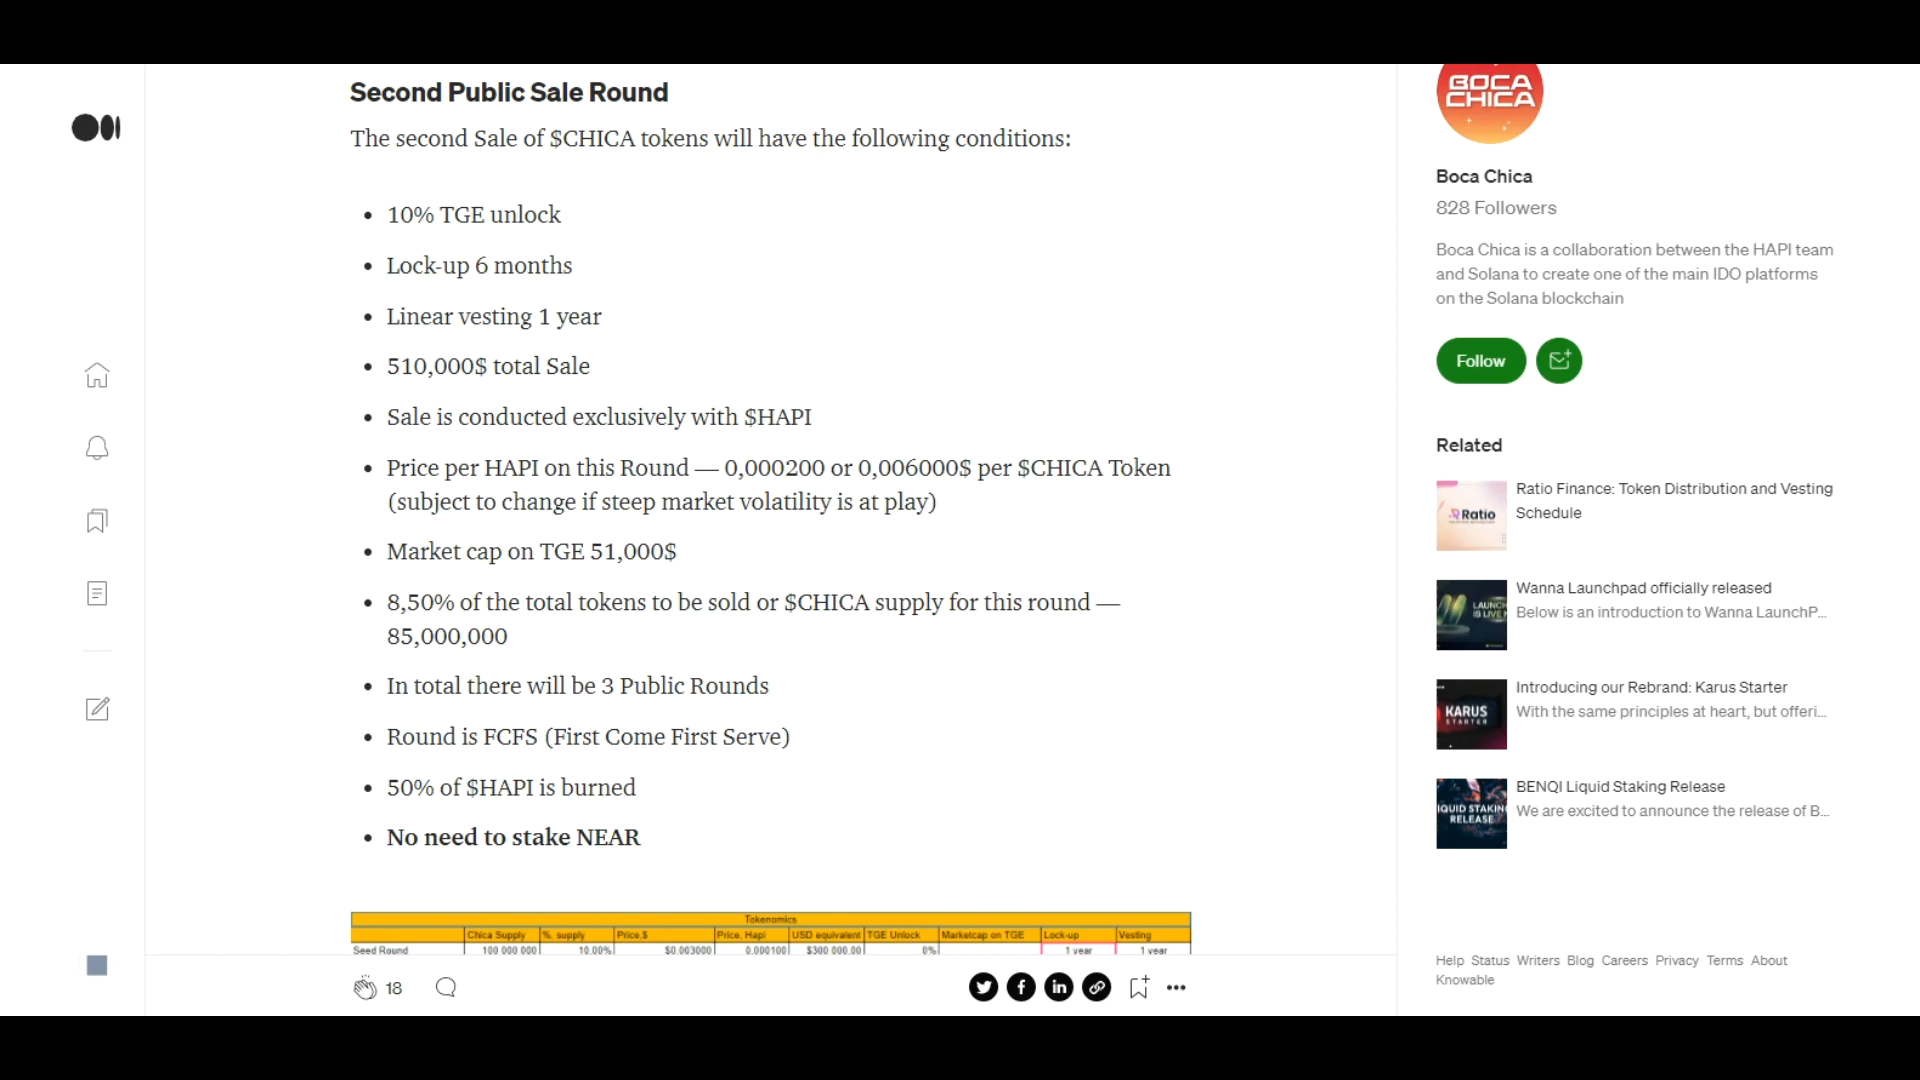 Second Public Sale Round
The second Sale of $CHICA tokens will have the following conditions:
10% TGE unlock
Lock-up 6 months
Linear vesting 1 year
510,000$ total Sale
Sale is conducted exclusively with $HAPI
Price per HAPI on this Round — 0,000200 or 0,006000$ per $CHICA Token
(subject to change if steep market volatility is at play)
Market cap on TGE 51,000$
8,50% of the total tokens to be sold or $CHICA supply for this round —
85,000,000
In total there will be 3 Public Rounds
Round is FCFS (First Come First Serve)
50% of $HAPI is burned
No need to stake NEAR
Tokenomics
Chica Supply %, supply Price,$ Price, Hapi USD equivalent TGE Unlock Marketcap on TGE Lock-up Vesting
Seed Round 100 000 000 10.00% $0.003000 0.000100 $300 000.00 0% 1 year 1 year
18
BOCA
CHICA
Boca Chica
828 Followers
Boca Chica is a collaboration between the HAPI team
and Solana to create one of the main IDO platforms
on the Solana blockchain
Follow
Related
Ratio
Ratio Finance: Token Distribution and Vesting
Schedule
LAUNCH
IS LIVE
Wanna Launchpad officially released
Below is an introduction to Wanna LaunchP...
KARUS
STARTER
Introducing our Rebrand: Karus Starter
With the same principles at heart, but offeri...
IQUID STAKIN
RELEASE
BENQI Liquid Staking Release
We are excited to announce the release of B...
Help Status Writers Blog Careers Privacy Terms About
Knowable